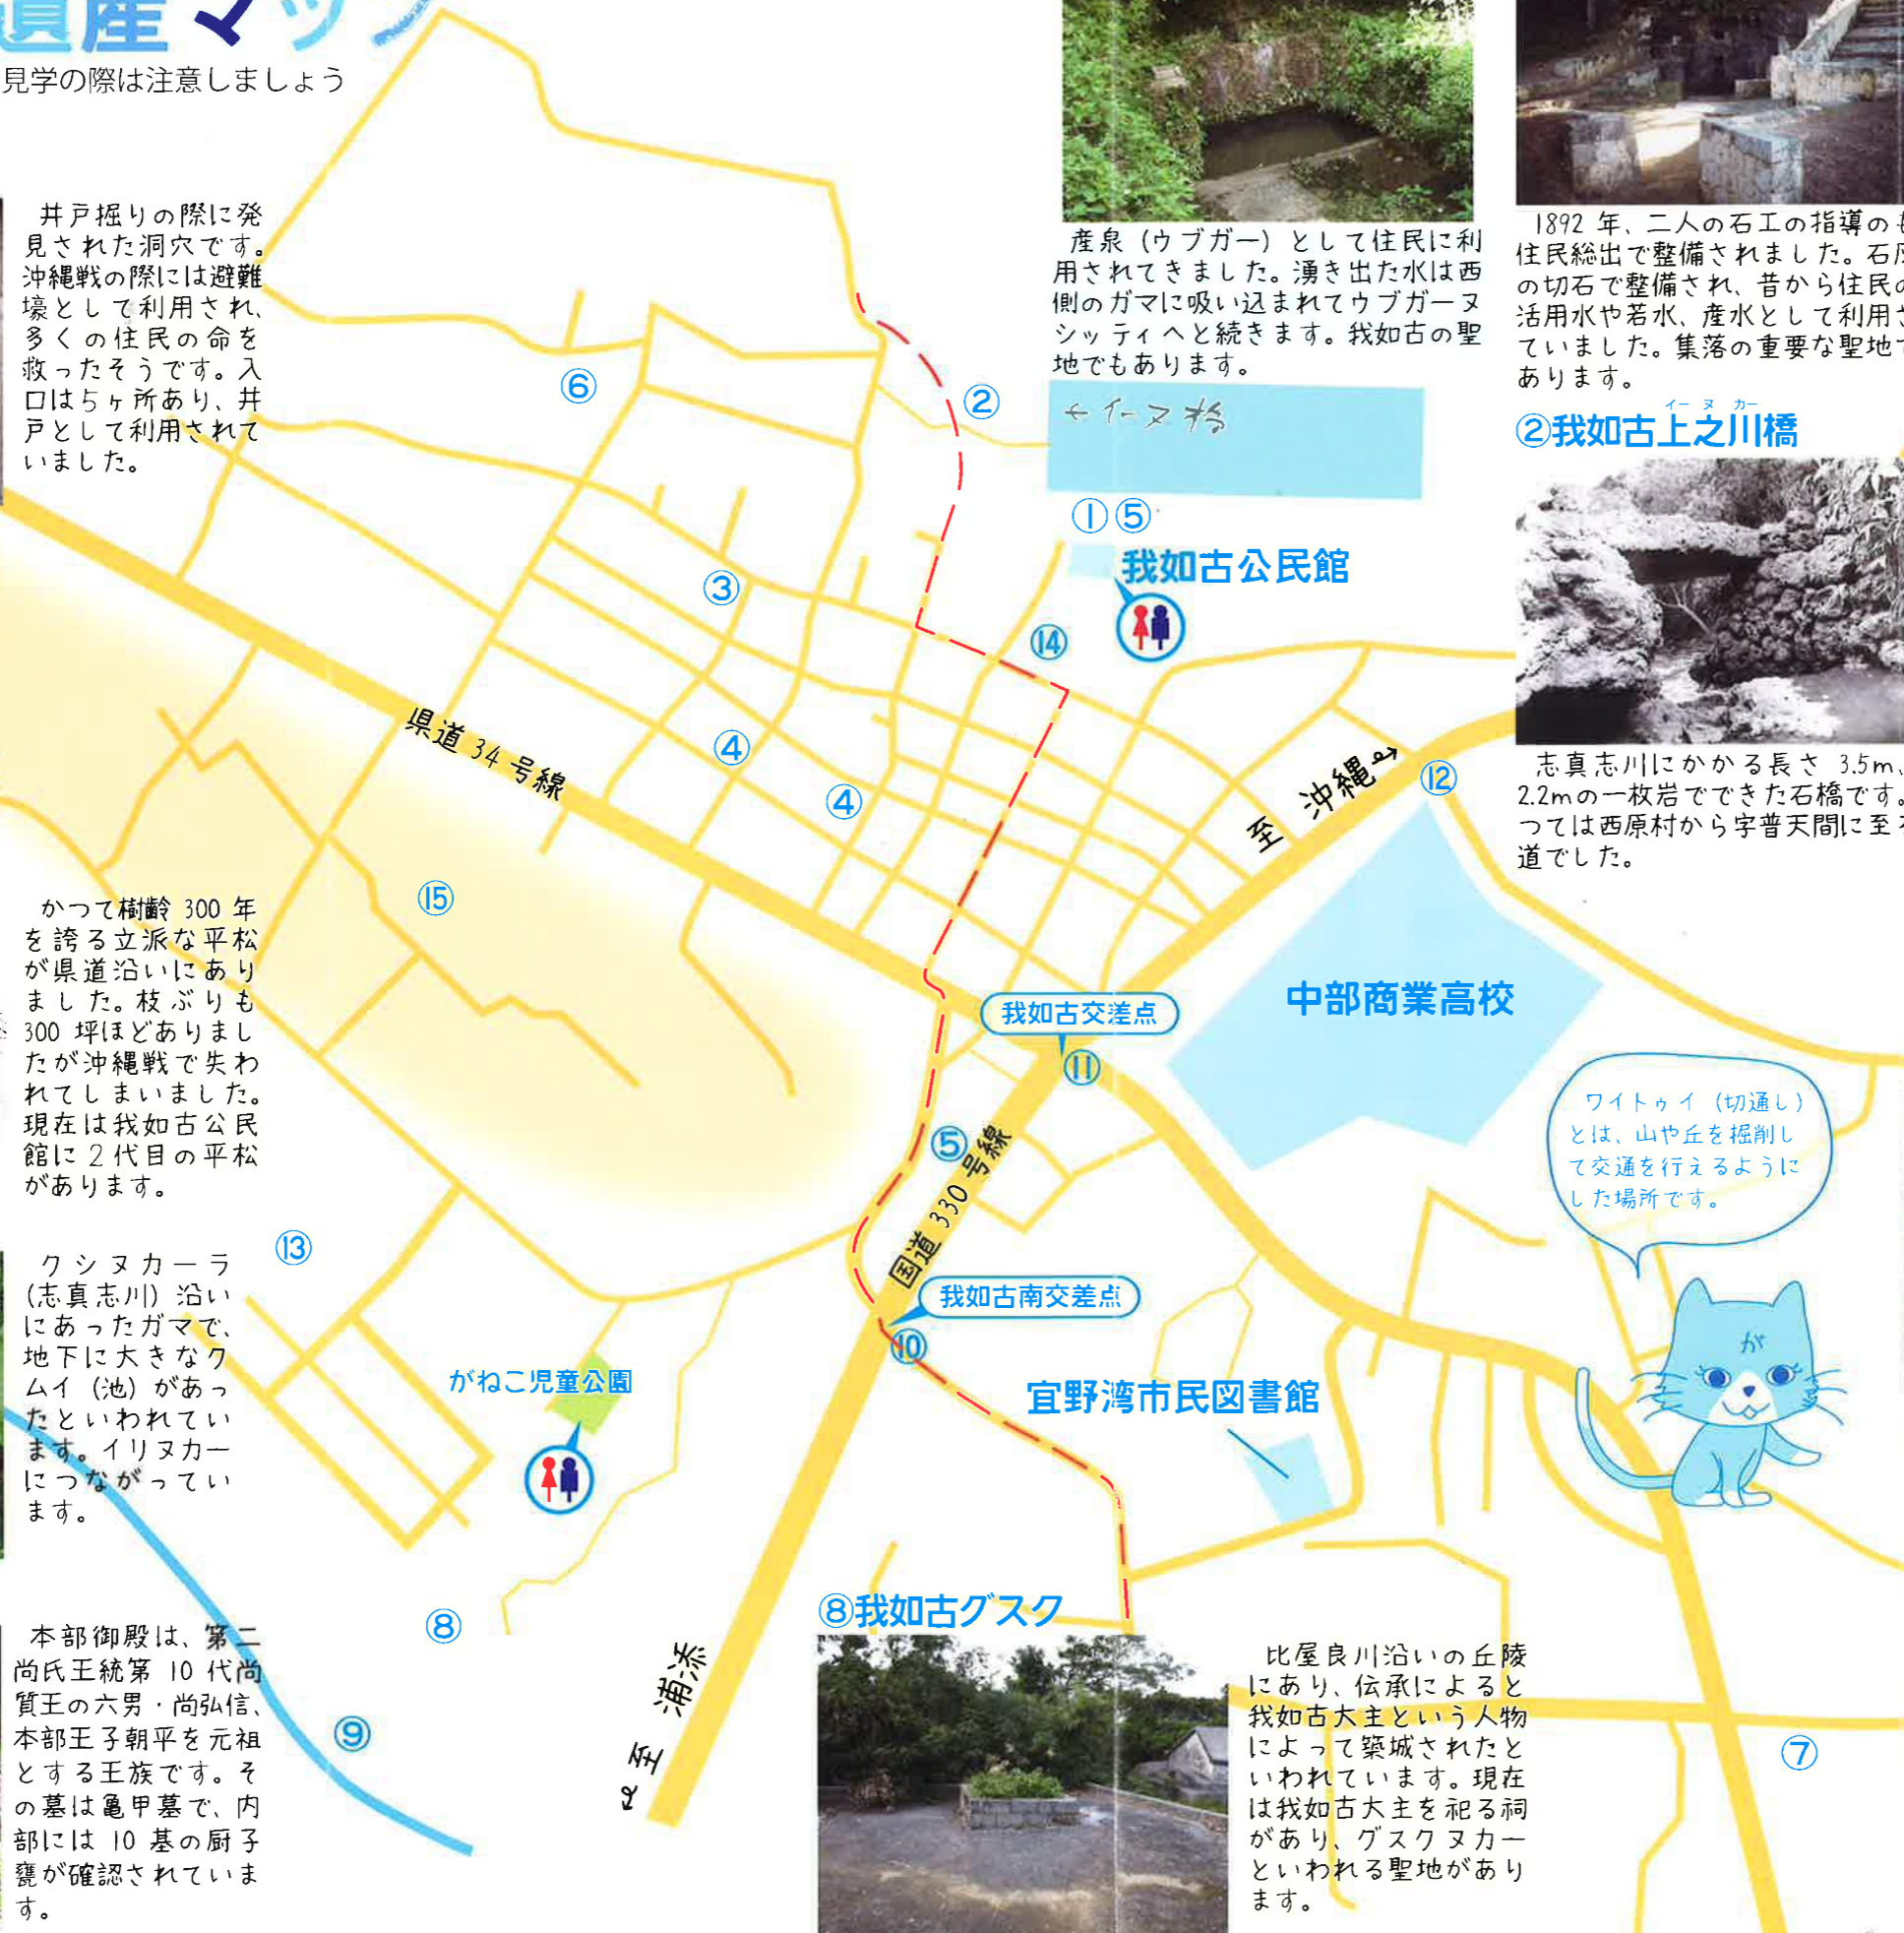 遺産マップ
見学の際は注意しましょう
井戸掘りの際に発
見された洞穴です。
沖縄戦の際には避難
壕として利用され、
多くの住民の命を
救ったそうです。入
口は5ヶ所あり、井
戸として利用されて
いました。
かつて樹齢 300 年
を誇る立派な平松
が県道沿いにあり
ました。枝ぶりも
300 坪ほどありまし
たが沖縄戦で失わ
れてしまいました。
現在は我如古公民
館に2代目の平松
があります。
クシヌカーラ
(志真志川) 沿い
にあったガマで、
地下に大きなク
ムイ (池) があっ
たといわれてい
ます。イリヌカー
につながってい
ます。
本部御殿は、第二
尚氏王統第 10 代尚
質王の六男・尚弘信、
本部王子朝平を元祖
とする王族です。そ
の墓は亀甲墓で、内
部には 10 基の厨子
甕が確認されていま
す。
産泉 (ウブガー) として住民に利
用されてきました。湧き出た水は西
側のガマに吸い込まれてウブガーヌ
シッティへと続きます。我如古の聖
地でもあります。
←イーヌ橋
1892 年、二人の石工の指導の
住民総出で整備されました。石
の切石で整備され、昔から住民の
活用水や若水、産水として利用さ
ていました。集落の重要な聖地で
あります。
イーヌカー
②我如古上之川橋
志真志川にかかる長さ 3.5m、
2.2mの一枚岩でできた石橋です。
つては西原村から字普天間に至る
道でした。
⑥
②
①⑤
我如古公民館
③
⑭
県道 34 号線
④
④
至 沖縄
⑫
⑮
中部商業高校
我如古交差点
⑪
⑤
国道 330 号線
ワイトゥイ (切通し)
とは、山や丘を掘削し
て交通を行えるように
した場所です。
が
⑬
我如古南交差点
⑩
がねこ児童公園
宜野湾市民図書館
⑧
⑨
至 浦添
⑦
⑧我如古グスク
比屋良川沿いの丘陵
にあり、伝承によると
我如古大主という人物
によって築城されたと
いわれています。現在
は我如古大主を祀る祠
があり、グスクヌカー
といわれる聖地があり
ます。